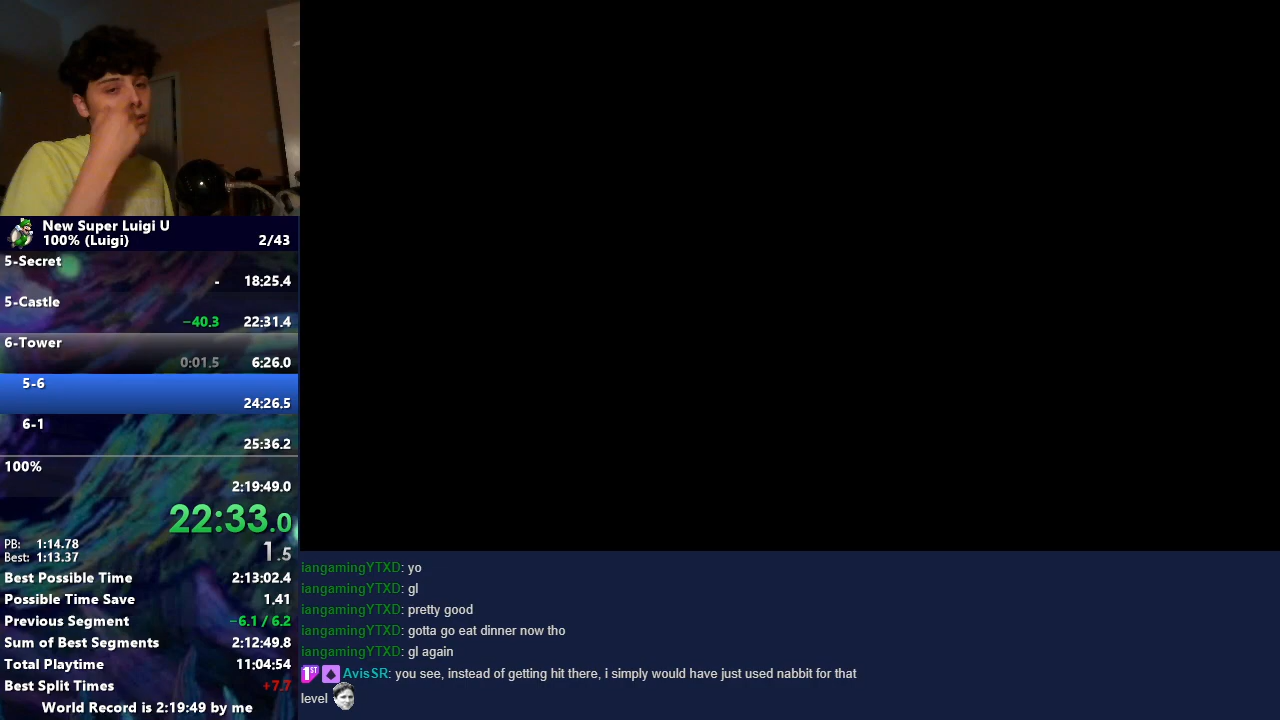 New Super Luigi U
100% (Luigi) 2/43
5-Secret
- 18:25.4
5-Castle
−40.3 22:31.4
6-Tower
0:01.5 6:26.0
5-6
24:26.5
6-1
25:36.2
100%
2:19:49.0
22:33.0
PB: 1:14.78
Best: 1:13.37
1.5
Best Possible Time 2:13:02.4
Possible Time Save 1.41
Previous Segment −6.1 / 6.2
Sum of Best Segments 2:12:49.8
Total Playtime 11:04:54
Best Split Times +7.7
World Record is 2:19:49 by me
iangamingYTXD: yo
iangamingYTXD: gl
iangamingYTXD: pretty good
iangamingYTXD: gotta go eat dinner now tho
iangamingYTXD: gl again
1ST AvisSR: you see, instead of getting hit there, i simply would have just used nabbit for that
level